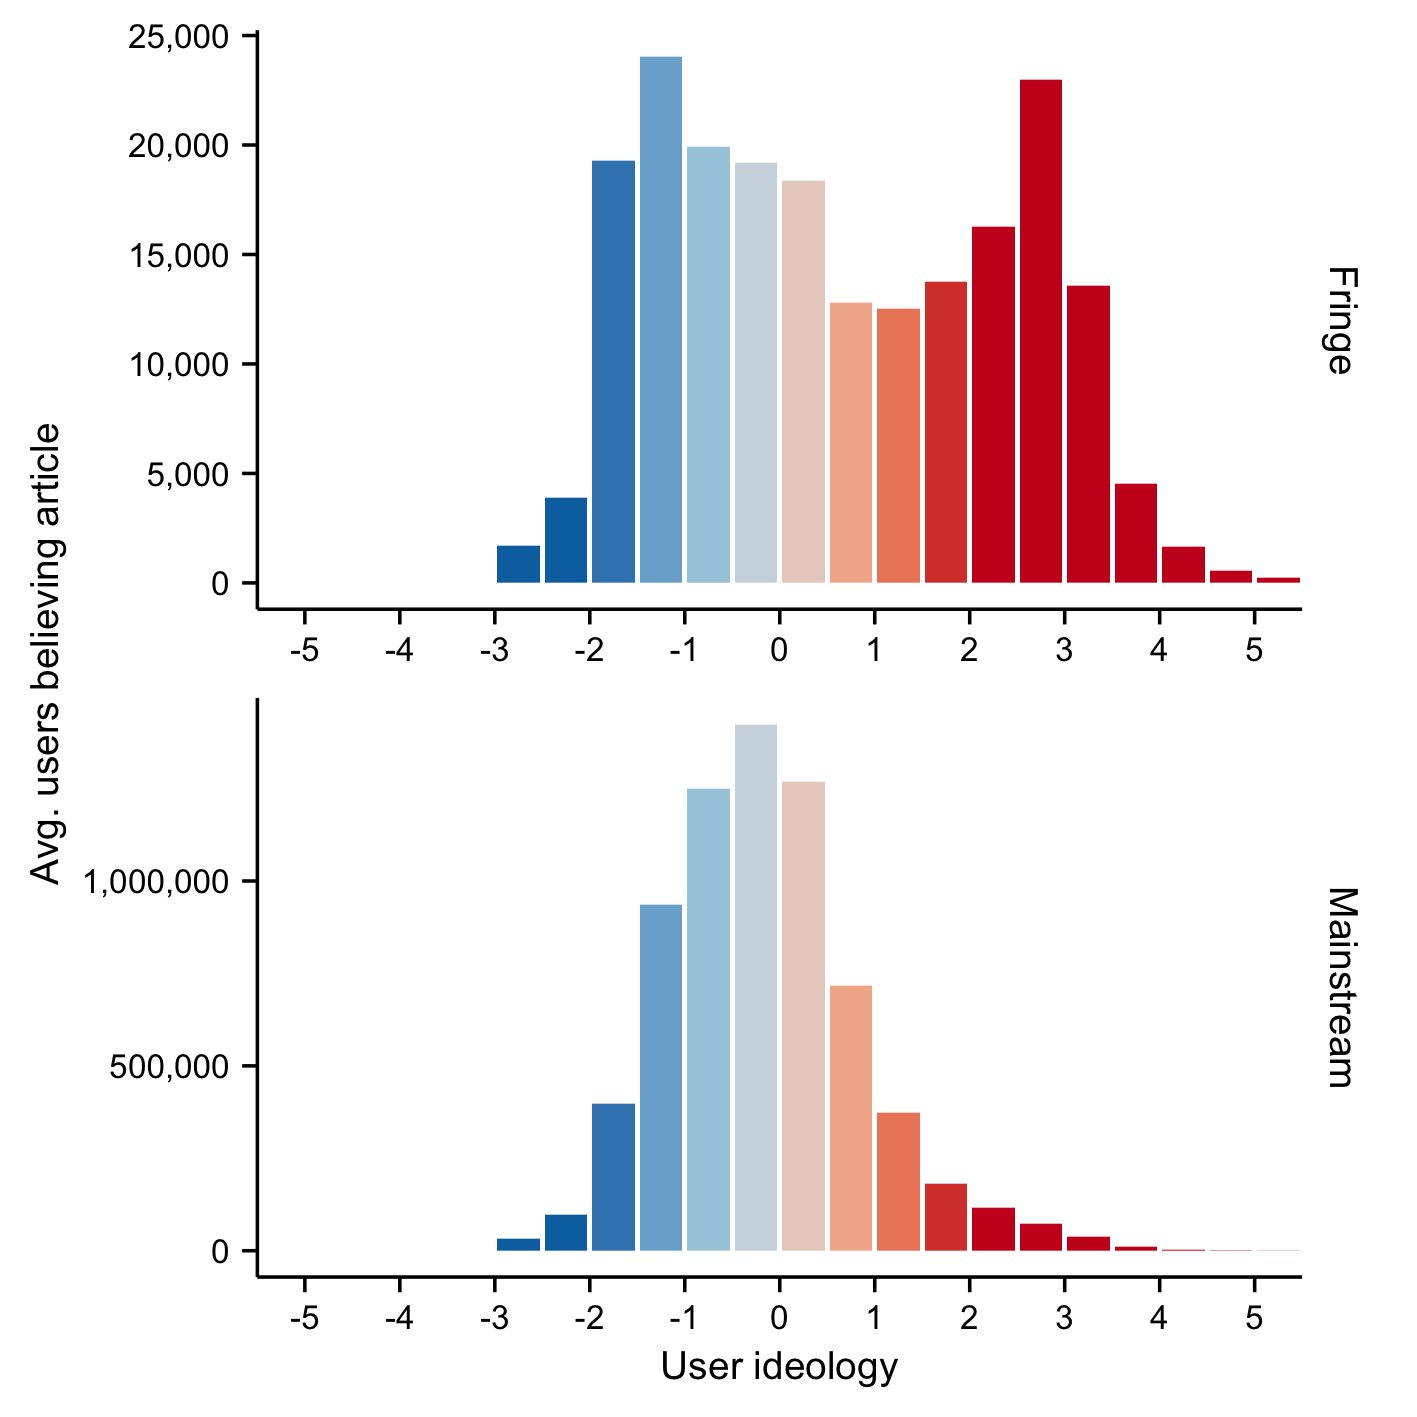 25,000
20,000
15,000
10,000
5,000
0
Fringe
-5 -4 -3 -2 -1 0 1 2 3 4 5
Avg. users believing article
1,000,000
500,000
0
Mainstream
-5 -4 -3 -2 -1 0 1 2 3 4 5
User ideology